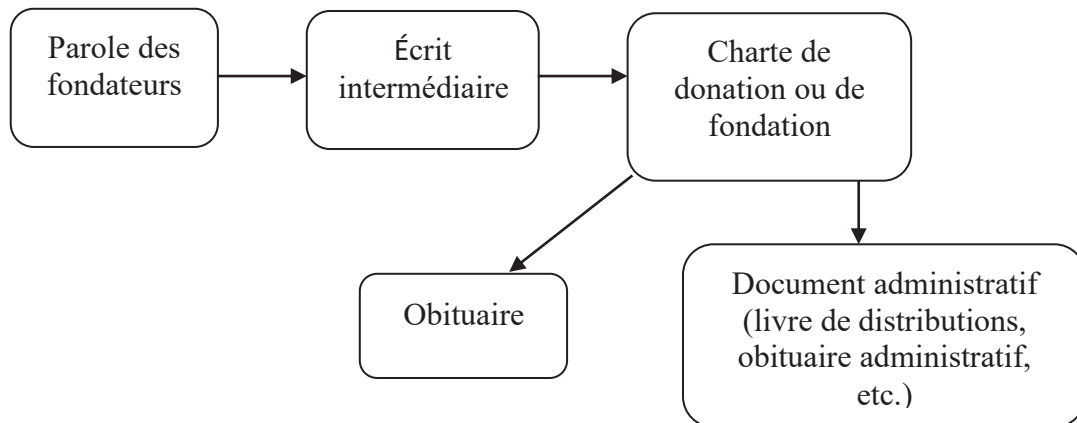 Parole des
fondateurs
Écrit
intermédiaire
Charte de
donation ou de
fondation
Obituaire
Document administratif
(livre de distributions,
obituaire administratif,
etc.)